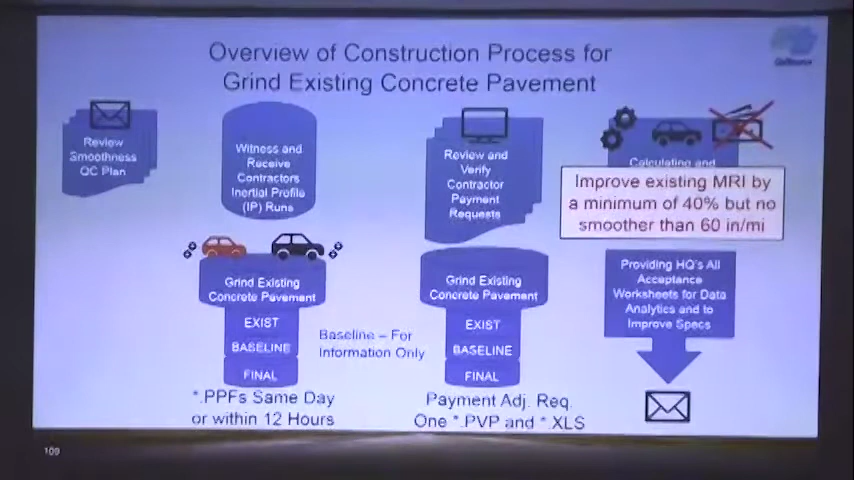 Overview of Construction Process for
Grind Existing Concrete Pavement
Review
Smoothness
QC Plan
Witness and
Receive
Contractors
Inertial Profile
(IP) Runs
Review and
Verify
Contractor
Payment
Requests
Calculating and
Improve existing MRI by
a minimum of 40% but no
smoother than 60 in/mi
Grind Existing
Concrete Pavement
EXIST
BASELINE
FINAL
Baseline – For
Information Only
*.PPFs Same Day
or within 12 Hours
Grind Existing
Concrete Pavement
EXIST
BASELINE
FINAL
Payment Adj. Req.
One *.PVP and *.XLS
Providing HQ's All
Acceptance
Worksheets for Data
Analytics and to
Improve Specs
109